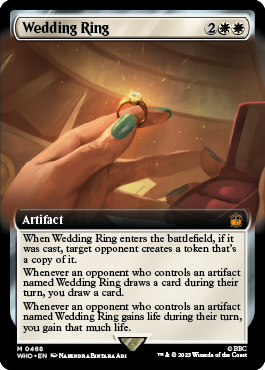 Wedding Ring 2
Artifact
When Wedding Ring enters the battlefield, if it
was cast, target opponent creates a token that's
a copy of it.
Whenever an opponent who controls an artifact
named Wedding Ring draws a card during their
turn, you draw a card.
Whenever an opponent who controls an artifact
named Wedding Ring gains life during their turn,
you gain that much life.
M 0468
WHO • EN Narendra Bintara Adi
© BBC
™ & © 2023 Wizards of the Coast